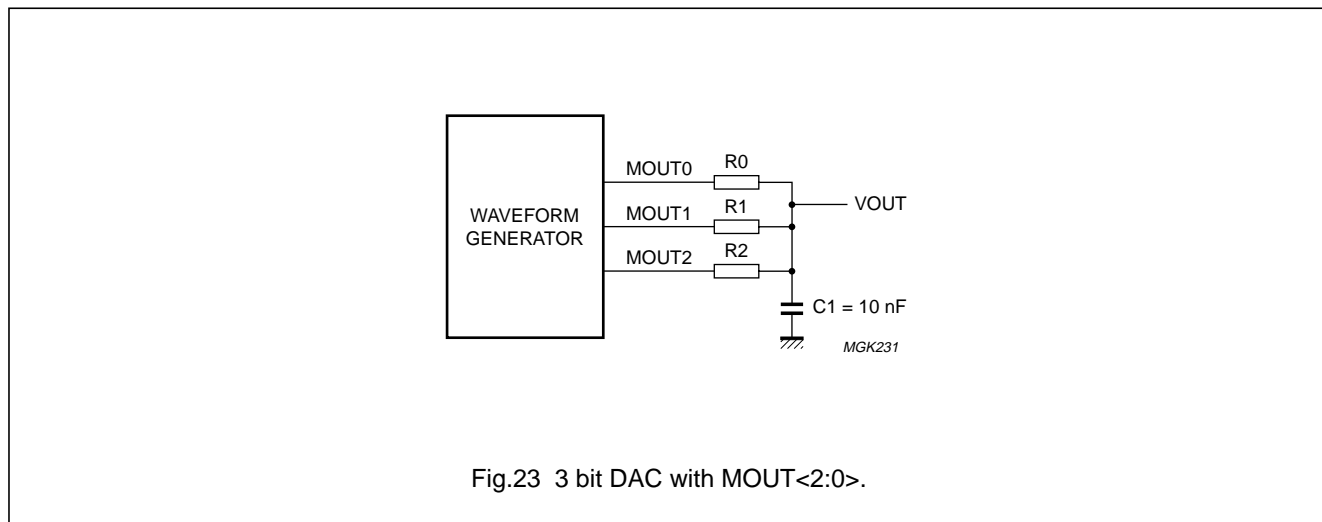 MOUT0
R0
VOUT
MOUT1
R1
WAVEFORM
GENERATOR
MOUT2
R2
C1 = 10 nF
MGK231
Fig.23 3 bit DAC with MOUT<2:0>.